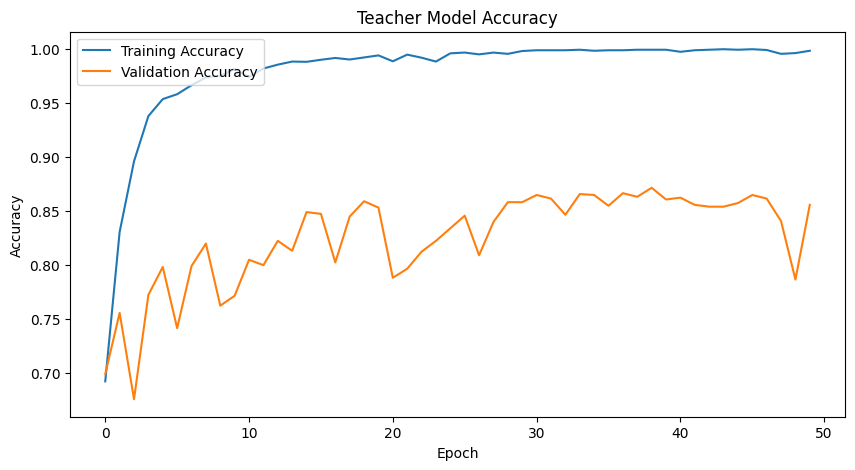 Teacher Model Accuracy
Training Accuracy
Validation Accuracy
1.00
0.95
0.90
0.85
0.80
0.75
0.70
Accuracy
0 10 20 30 40 50
Epoch